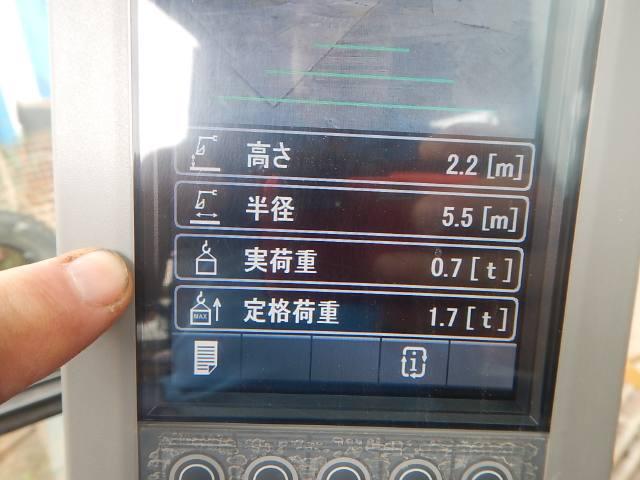 高さ 2.2[m]
半径 5.5[m]
実荷重 0.7[t]
MAX 定格荷重 1.7[t]
i